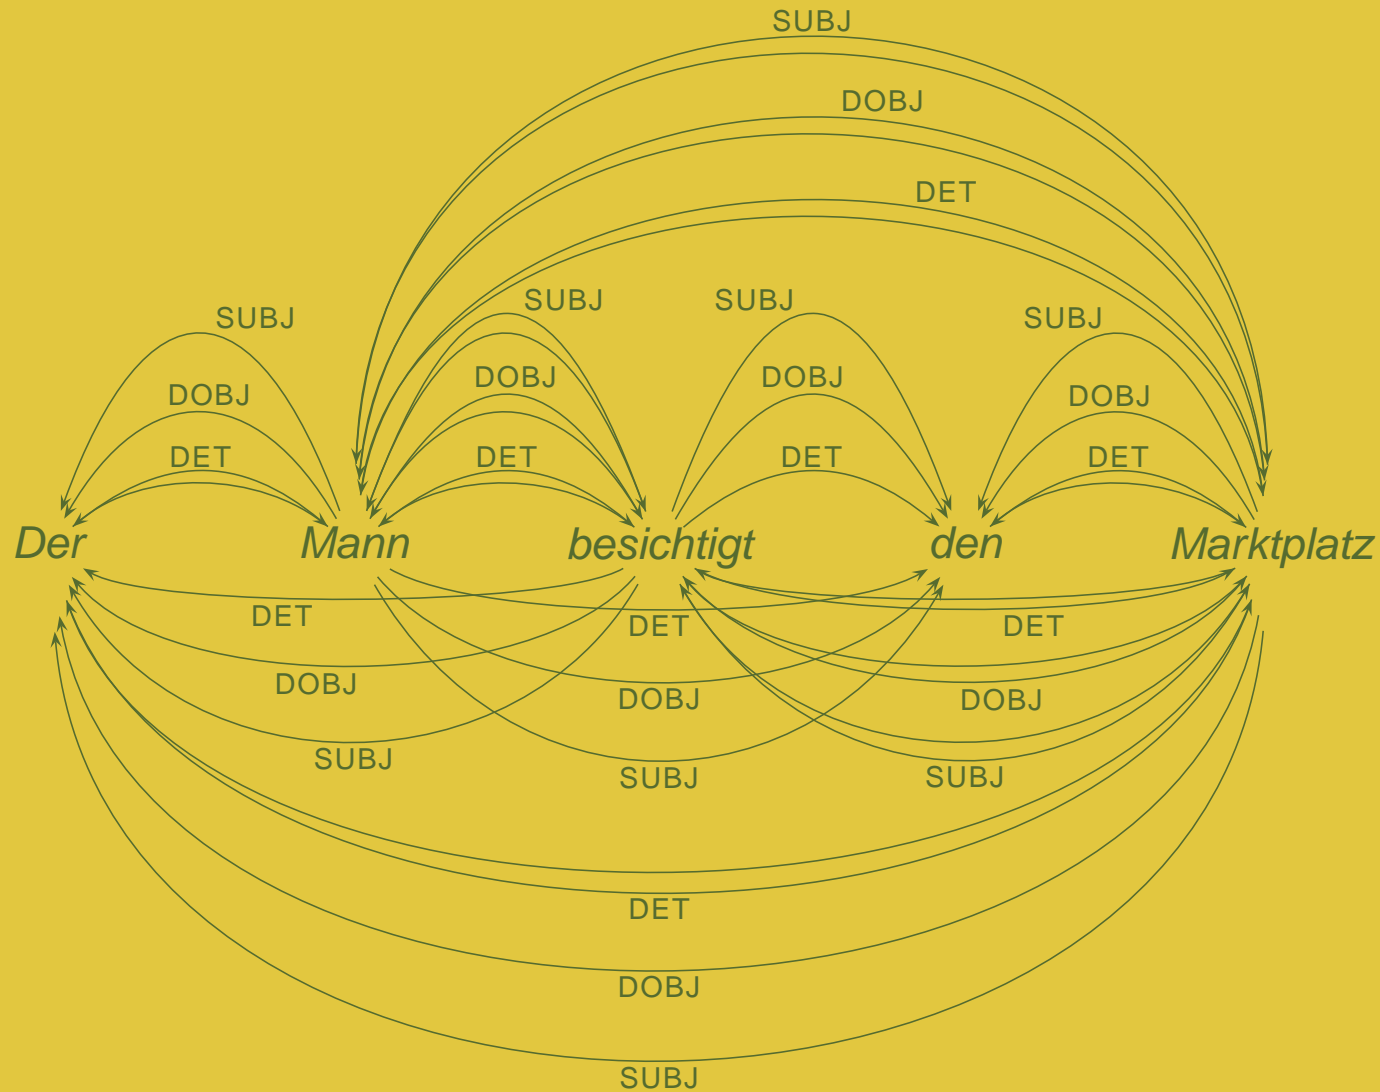 SUBJ
DOBJ
DET
SUBJ SUBJ SUBJ SUBJ
DOBJ DOBJ DOBJ DOBJ
DET DET DET DET
Der Mann besichtigt den Marktplatz
DET DET DET
DOBJ DOBJ DOBJ
SUBJ SUBJ SUBJ
DET
DOBJ
SUBJ